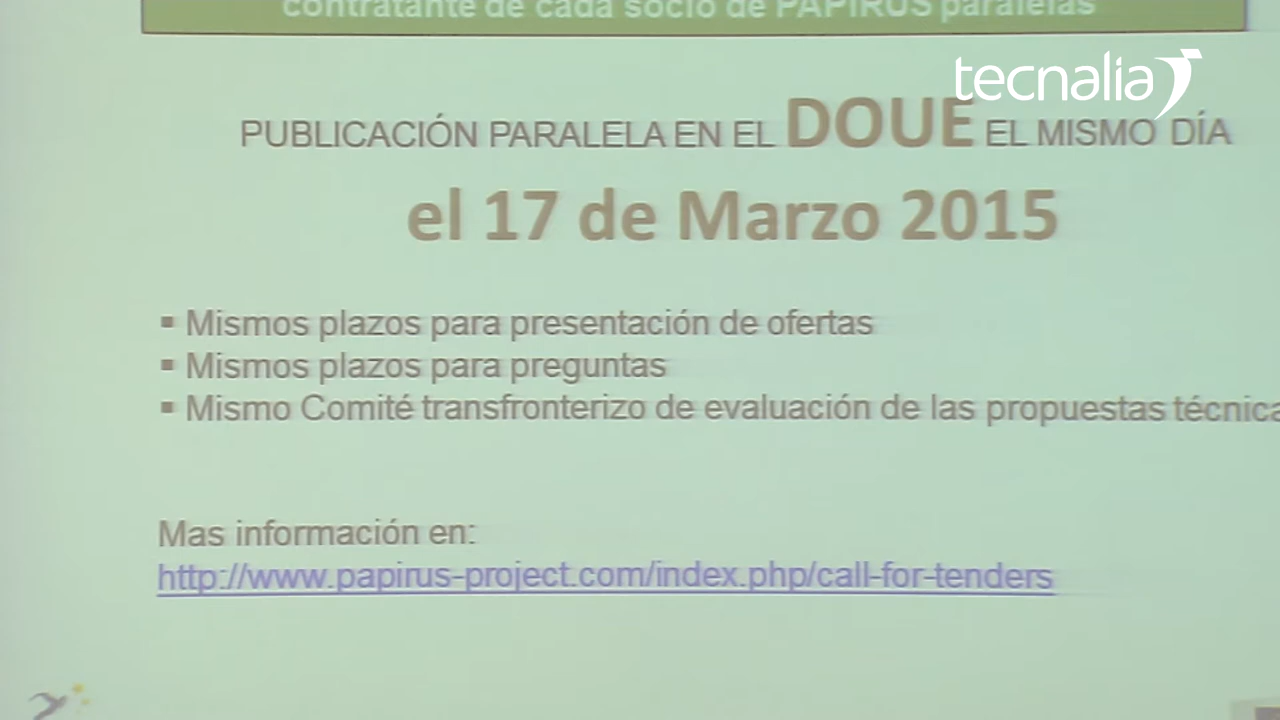 contratante de cada socio de PAPIRUS paralelas
tecnalia
PUBLICACIÓN PARALELA EN EL DOUE EL MISMO DÍA
el 17 de Marzo 2015
▪ Mismos plazos para presentación de ofertas
▪ Mismos plazos para preguntas
▪ Mismo Comité transfronterizo de evaluación de las propuestas técnica
Mas información en:
http://www.papirus-project.com/index.php/call-for-tenders